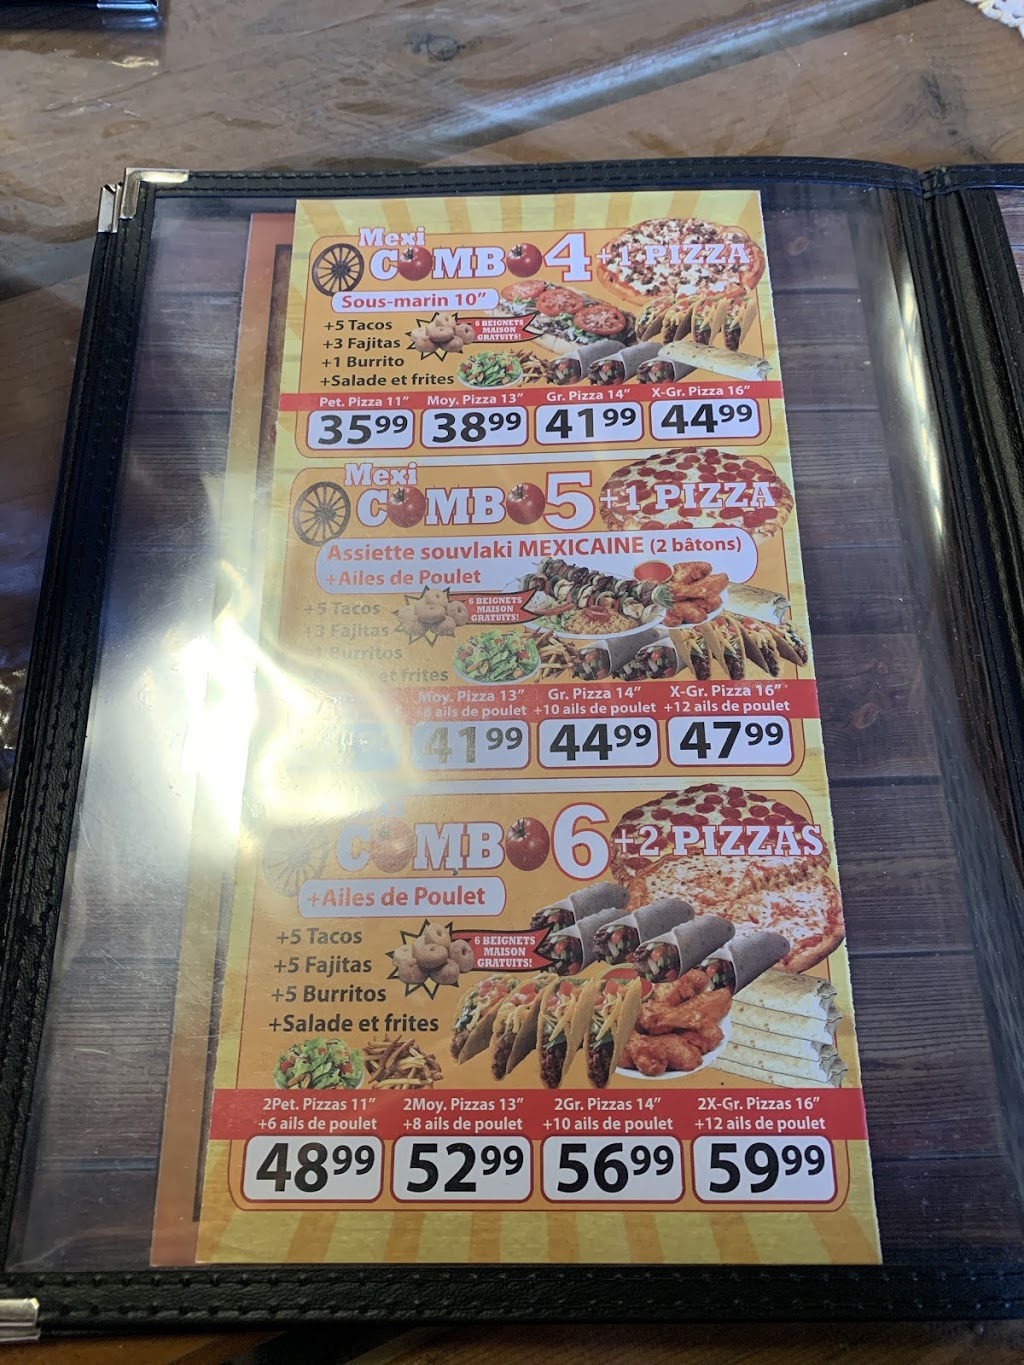 Mexi
COMBO 4 +1 PIZZA
Sous-marin 10”
+5 Tacos
+3 Fajitas
+1 Burrito
+Salade et frites
6 BEIGNETS
MAISON
GRATUITS!
Pet. Pizza 11” Moy. Pizza 13” Gr. Pizza 14” X-Gr. Pizza 16”
35 99 38 99 41 99 44 99
Mexi
COMBO 5 +1 PIZZA
Assiette souvlaki MEXICAINE (2 bâtons)
+Ailes de Poulet
+5 Tacos
+3 Fajitas
Burritos
et frites
6 BEIGNETS
MAISON
GRATUITS!
Moy. Pizza 13” Gr. Pizza 14” X-Gr. Pizza 16”
+8 ails de poulet +10 ails de poulet +12 ails de poulet
41 99 44 99 47 99
COMBO 6 +2 PIZZAS
+Ailes de Poulet
+5 Tacos
+5 Fajitas
+5 Burritos
+Salade et frites
6 BEIGNETS
MAISON
GRATUITS!
2Pet. Pizzas 11” 2Moy. Pizzas 13” 2Gr. Pizzas 14” 2X-Gr. Pizzas 16”
+6 ails de poulet +8 ails de poulet +10 ails de poulet +12 ails de poulet
48 99 52 99 56 99 59 99